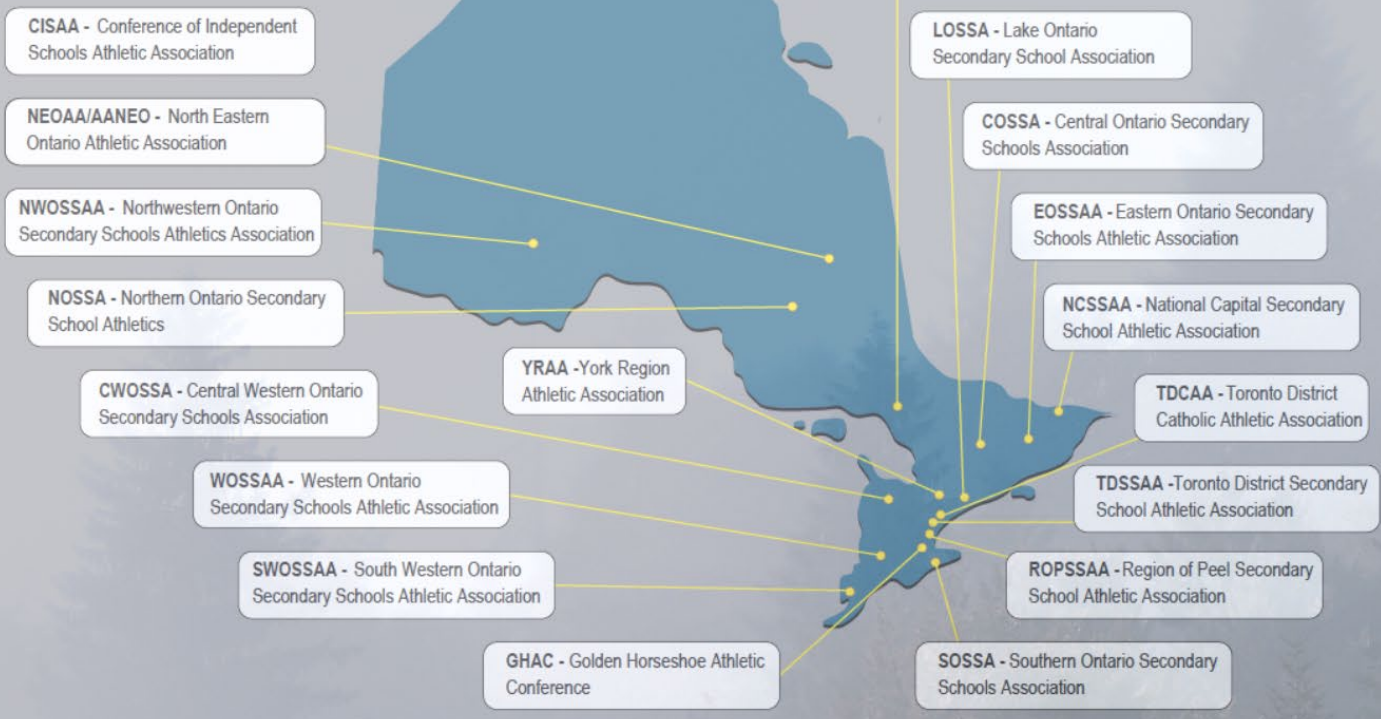 CISAA - Conference of Independent
Schools Athletic Association
NEOAA/AANEO - North Eastern
Ontario Athletic Association
NWOSSAA - Northwestern Ontario
Secondary Schools Athletics Association
NOSSA - Northern Ontario Secondary
School Athletics
CWOSSA - Central Western Ontario
Secondary Schools Association
WOSSAA - Western Ontario
Secondary Schools Athletic Association
SWOSSAA - South Western Ontario
Secondary Schools Athletic Association
GHAC - Golden Horseshoe Athletic
Conference
YRAA -York Region
Athletic Association
LOSSA - Lake Ontario
Secondary School Association
COSSA - Central Ontario Secondary
Schools Association
EOSSAA - Eastern Ontario Secondary
Schools Athletic Association
NCSSAA - National Capital Secondary
School Athletic Association
TDCAA - Toronto District
Catholic Athletic Association
TDSSAA -Toronto District Secondary
School Athletic Association
ROPSSAA - Region of Peel Secondary
School Athletic Association
SOSSA - Southern Ontario Secondary
Schools Association